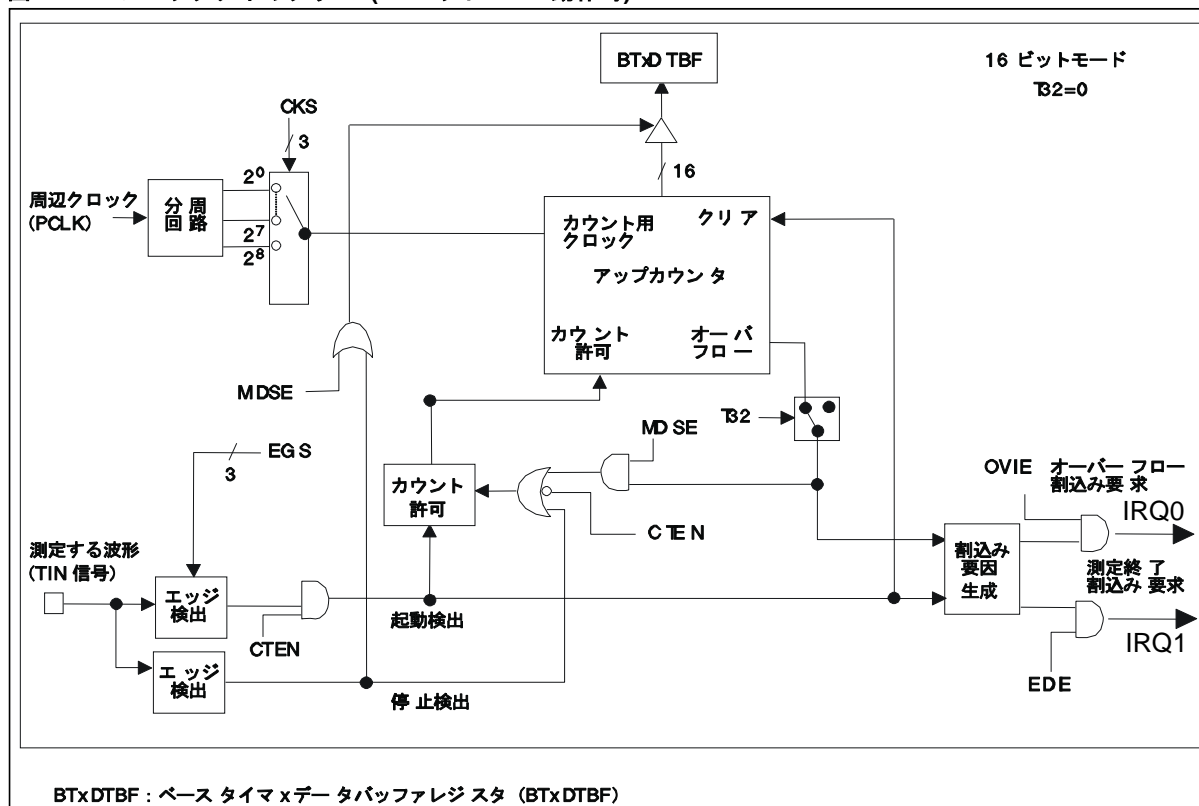 BTxDTBF
16 ビットモード
T32=0
CKS
3
16
周辺クロック
(PCLK)
分周
回路
2⁰
2⁷
2⁸
カウント用
クロック
クリア
アップカウンタ
カウント
許可
オーバ
フロー
MDSE
T32
EGS
3
MDSE
カウント
許可
CTEN
OVIE
オーバーフロー
割込み要求
IRQ0
測定する波形
(TIN 信号)
エッジ
検出
CTEN
起動検出
割込み
要因
生成
測定終了
割込み要求
IRQ1
エッジ
検出
停止検出
EDE
BTxDTBF : ベースタイマ x データバッファレジスタ (BTxDTBF)